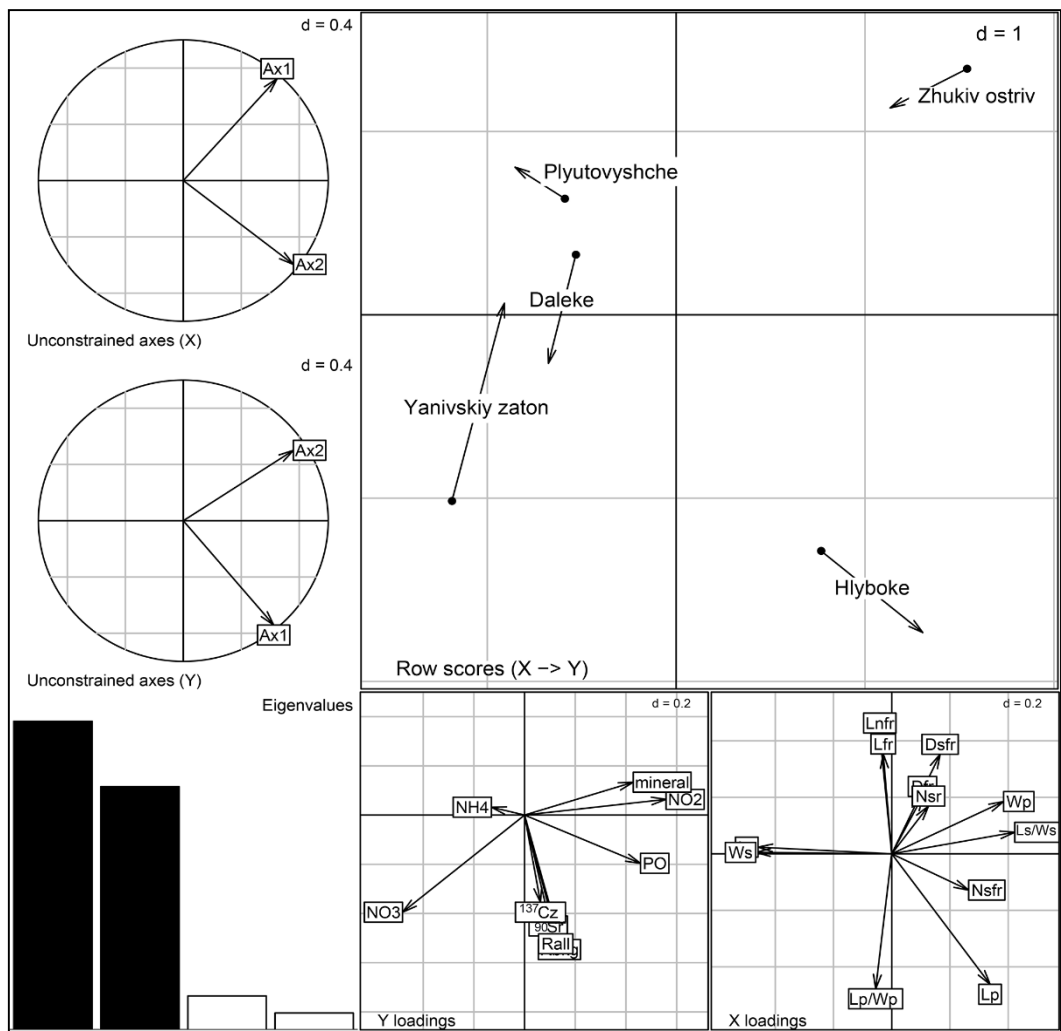 d = 0.4
Ax1
Ax2
Unconstrained axes (X)
d = 0.4
Ax2
Ax1
Unconstrained axes (Y)
d = 1
Zhukiv ostriv
Plyutovyshche
Daleke
Yanivskiy zaton
Hlyboke
Row scores (X –> Y)
Eigenvalues
d = 0.2
mineral
NH4
NO2
PO
NO3
¹³⁷Cz
⁹⁰Sr
Rall
Y loadings
d = 0.2
Lnfr
Lfr
Dsfr
Dfr
Nsr
Wp
Ls/Ws
Ws
Nsfr
Lp/Wp
Lp
X loadings